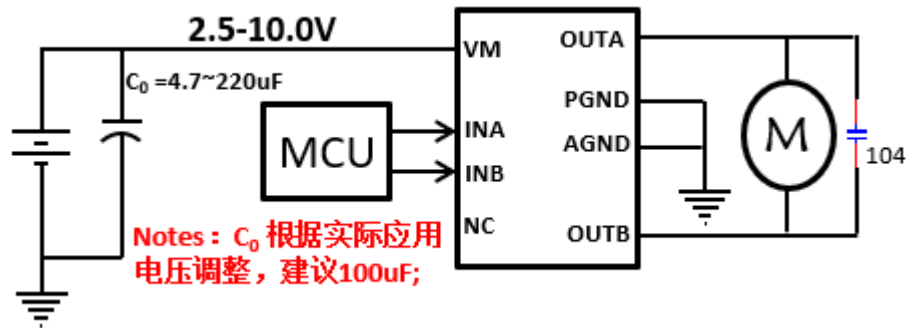 2.5-10.0V
C₀ =4.7~220uF
VM
OUTA
PGND
INA
MCU
AGND
M
104
INB
NC
OUTB
Notes：C₀ 根据实际应用
电压调整，建议100uF;